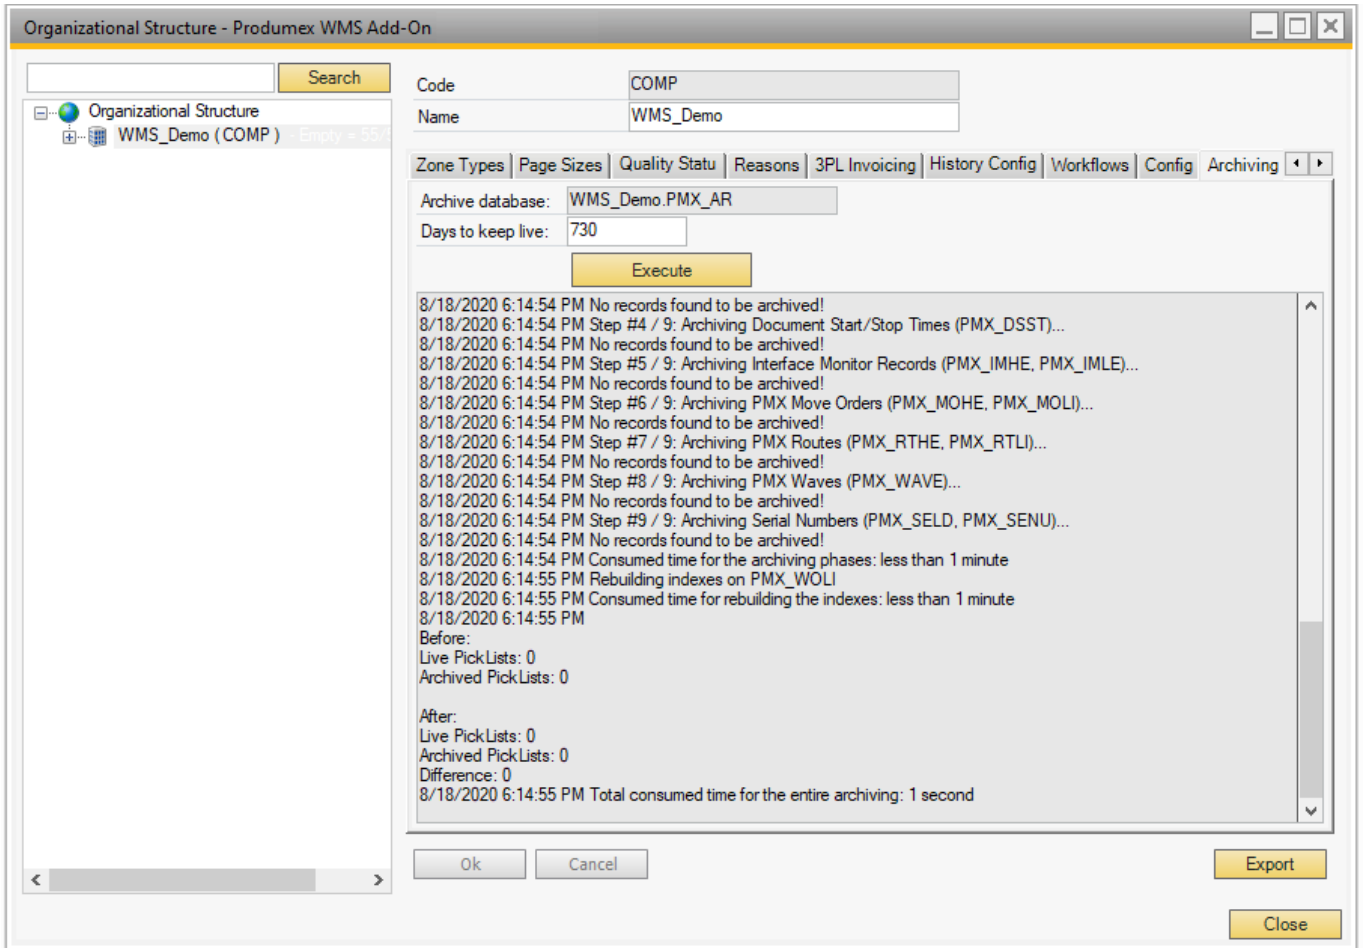 Organizational Structure - Produmex WMS Add-On
Search
Organizational Structure
WMS_Demo ( COMP ) - Empty = 55/5
Code COMP
Name WMS_Demo
Zone Types Page Sizes Quality Statu Reasons 3PL Invoicing History Config Workflows Config Archiving
Archive database: WMS_Demo.PMX_AR
Days to keep live: 730
Execute
8/18/2020 6:14:54 PM No records found to be archived!
8/18/2020 6:14:54 PM Step #4 / 9: Archiving Document Start/Stop Times (PMX_DSST)...
8/18/2020 6:14:54 PM No records found to be archived!
8/18/2020 6:14:54 PM Step #5 / 9: Archiving Interface Monitor Records (PMX_IMHE, PMX_IMLE)...
8/18/2020 6:14:54 PM No records found to be archived!
8/18/2020 6:14:54 PM Step #6 / 9: Archiving PMX Move Orders (PMX_MOHE, PMX_MOLI)...
8/18/2020 6:14:54 PM No records found to be archived!
8/18/2020 6:14:54 PM Step #7 / 9: Archiving PMX Routes (PMX_RTHE, PMX_RTLI)...
8/18/2020 6:14:54 PM No records found to be archived!
8/18/2020 6:14:54 PM Step #8 / 9: Archiving PMX Waves (PMX_WAVE)...
8/18/2020 6:14:54 PM No records found to be archived!
8/18/2020 6:14:54 PM Step #9 / 9: Archiving Serial Numbers (PMX_SELD, PMX_SENU)...
8/18/2020 6:14:54 PM No records found to be archived!
8/18/2020 6:14:54 PM Consumed time for the archiving phases: less than 1 minute
8/18/2020 6:14:55 PM Rebuilding indexes on PMX_WOLI
8/18/2020 6:14:55 PM Consumed time for rebuilding the indexes: less than 1 minute
8/18/2020 6:14:55 PM
Before:
Live PickLists: 0
Archived PickLists: 0
After:
Live PickLists: 0
Archived PickLists: 0
Difference: 0
8/18/2020 6:14:55 PM Total consumed time for the entire archiving: 1 second
Ok Cancel Export
Close